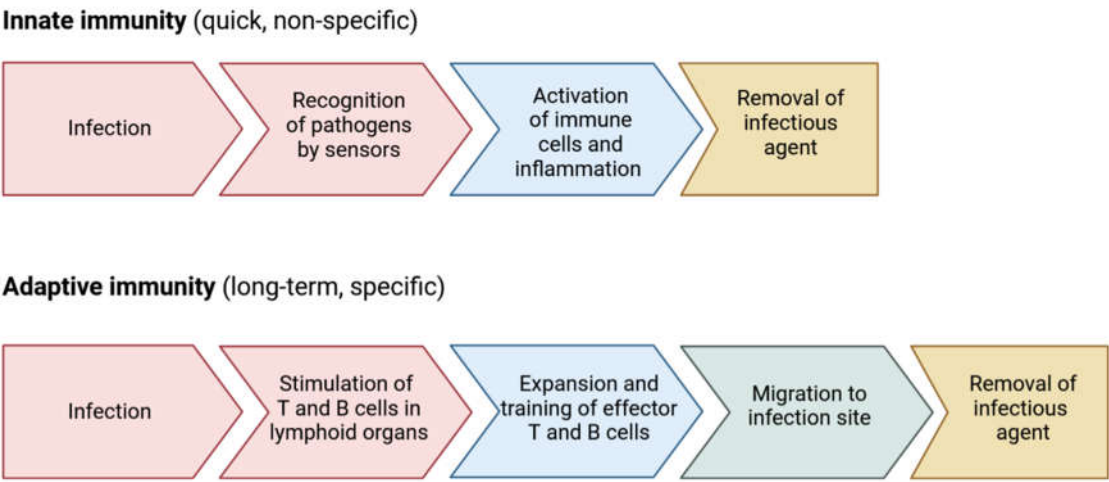 Innate immunity (quick, non-specific)
Infection
Recognition
of pathogens
by sensors
Activation
of immune
cells and
inflammation
Removal of
infectious
agent
Adaptive immunity (long-term, specific)
Infection
Stimulation of
T and B cells in
lymphoid organs
Expansion and
training of effector
T and B cells
Migration to
infection site
Removal of
infectious
agent